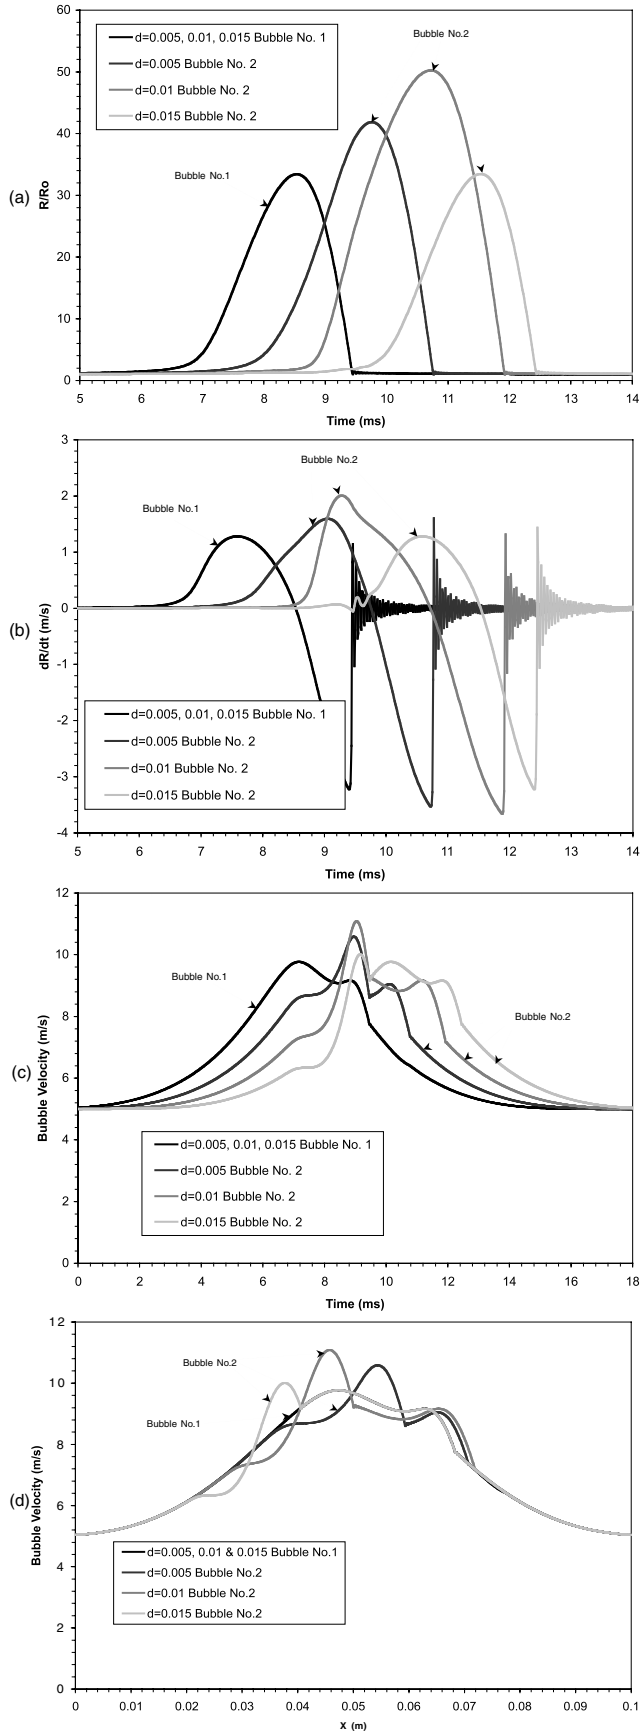 60
50
40
30
20
10
0
R/Ro
(a)
d=0.005, 0.01, 0.015 Bubble No. 1
d=0.005 Bubble No. 2
d=0.01 Bubble No. 2
d=0.015 Bubble No. 2
Bubble No.2
Bubble No.1
5 6 7 8 9 10 11 12 13 14
Time (ms)
3
2
1
0
-1
-2
-3
-4
dR/dt (m/s)
(b)
Bubble No.2
Bubble No.1
d=0.005, 0.01, 0.015 Bubble No. 1
d=0.005 Bubble No. 2
d=0.01 Bubble No. 2
d=0.015 Bubble No. 2
5 6 7 8 9 10 11 12 13 14
Time (ms)
12
10
8
6
4
2
0
Bubble Velocity (m/s)
(c)
Bubble No.1
Bubble No.2
d=0.005, 0.01, 0.015 Bubble No. 1
d=0.005 Bubble No. 2
d=0.01 Bubble No. 2
d=0.015 Bubble No. 2
0 2 4 6 8 10 12 14 16 18
Time (ms)
12
10
8
6
4
2
0
Bubble Velocity (m/s)
(d)
Bubble No.2
Bubble No.1
d=0.005, 0.01 & 0.015 Bubble No.1
d=0.005 Bubble No.2
d=0.01 Bubble No.2
d=0.015 Bubble No.2
0 0.01 0.02 0.03 0.04 0.05 0.06 0.07 0.08 0.09 0.1
X (m)